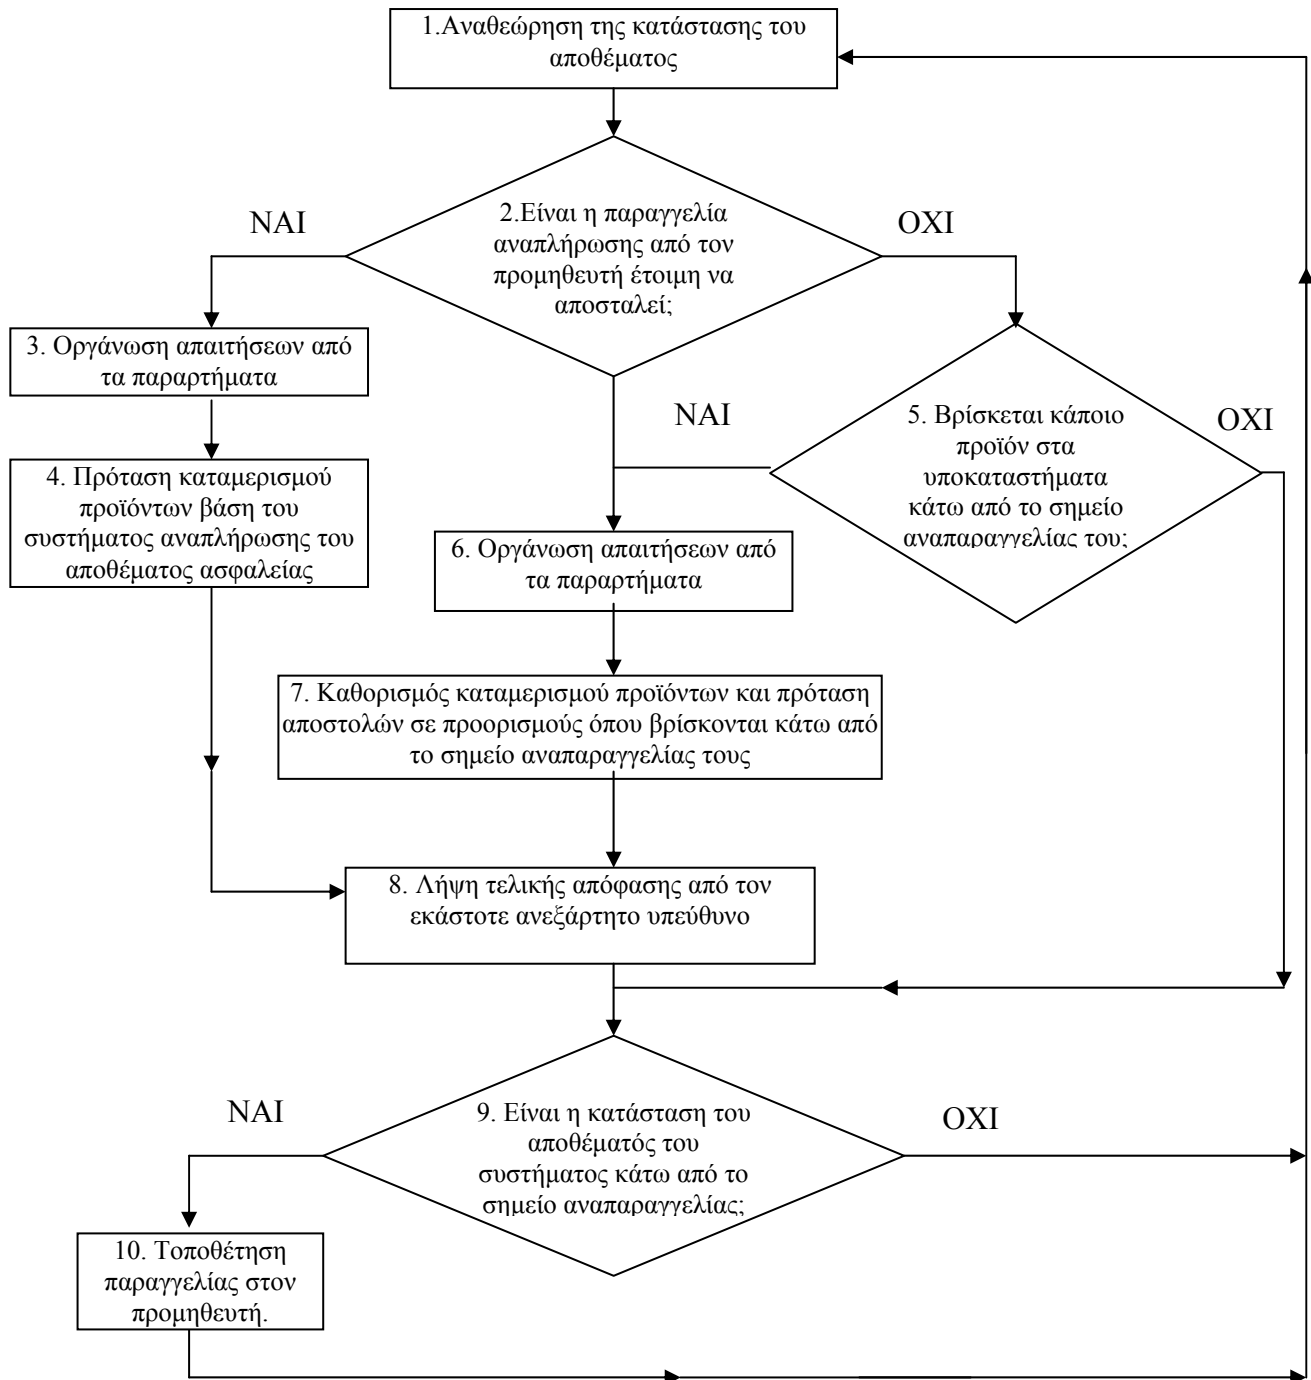 1.Αναθεώρηση της κατάστασης του
αποθέματος
ΝΑΙ
2.Είναι η παραγγελία
αναπλήρωσης από τον
προμηθευτή έτοιμη να
αποσταλεί;
ΟΧΙ
3. Οργάνωση απαιτήσεων από
τα παραρτήματα
ΝΑΙ
5. Βρίσκεται κάποιο
προϊόν στα
υποκαταστήματα
κάτω από το σημείο
αναπαραγγελίας του;
ΟΧΙ
4. Πρόταση καταμερισμού
προϊόντων βάση του
συστήματος αναπλήρωσης του
αποθέματος ασφαλείας
6. Οργάνωση απαιτήσεων από
τα παραρτήματα
7. Καθορισμός καταμερισμού προϊόντων και πρόταση
αποστολών σε προορισμούς όπου βρίσκονται κάτω από
το σημείο αναπαραγγελίας τους
8. Λήψη τελικής απόφασης από τον
εκάστοτε ανεξάρτητο υπεύθυνο
ΝΑΙ
9. Είναι η κατάσταση του
αποθέματός του
συστήματος κάτω από το
σημείο αναπαραγγελίας;
ΟΧΙ
10. Τοποθέτηση
παραγγελίας στον
προμηθευτή.